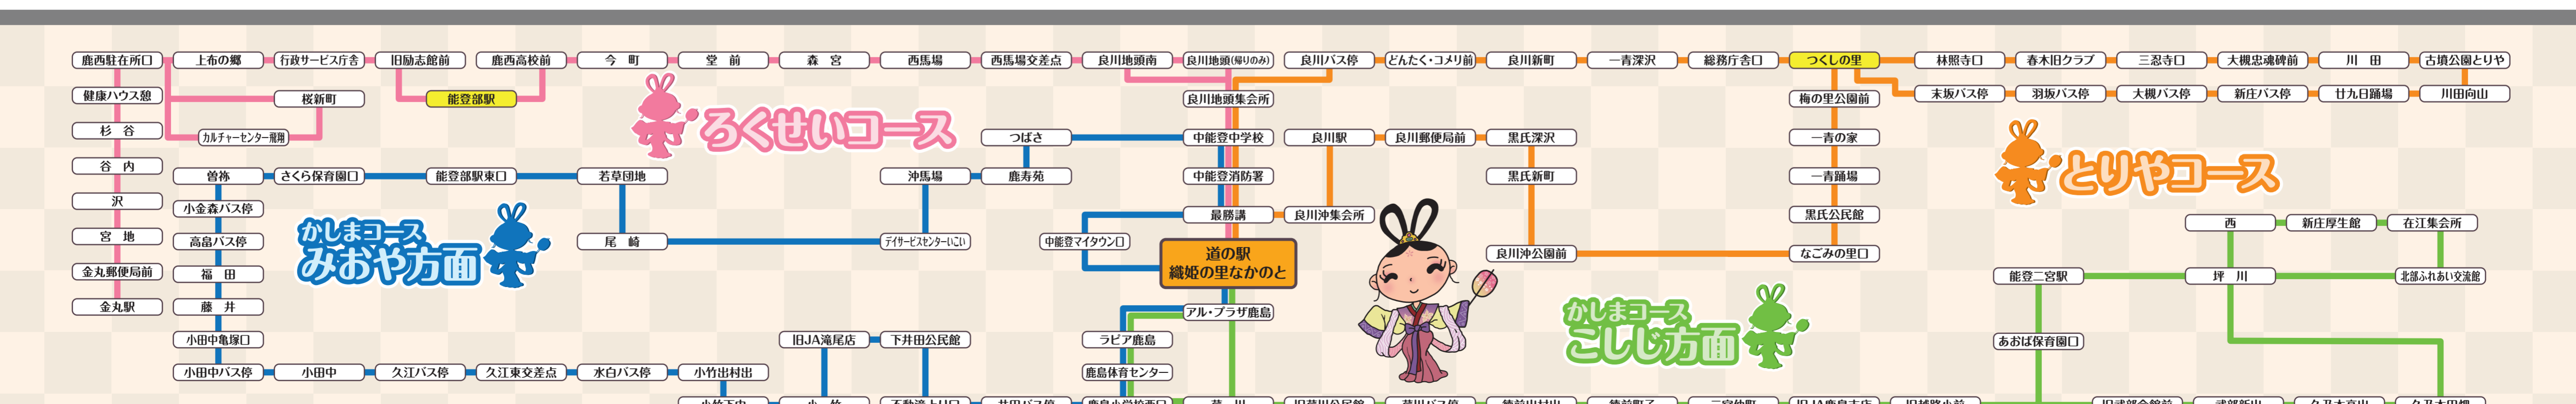 鹿西駐在所口 上布の郷 行政サービス庁舎 旧励志館前 鹿西高校前 今町 堂前 森宮 西馬場 西馬場交差点 良川地頭南 良川地頭(帰りのみ) 良川バス停 どんたく・コメリ前 良川新町 一青深沢 総務庁舎口 つくしの里 林照寺口 春木旧クラブ 三忍寺口 大槻忠魂碑前 川田 古墳公園とりや
健康ハウス憩 桜新町 能登部駅 良川地頭集会所 梅の里公園前 末坂バス停 羽坂バス停 大槻バス停 新庄バス停 廿九日踊場 川田向山
杉谷 カルチャーセンター飛翔 ろくせいコース つばさ 中能登中学校 良川駅 良川郵便局前 黒氏深沢 一青の家
谷内 曽祢 さくら保育園口 能登部駅東口 若草団地 沖馬場 鹿寿苑 中能登消防署 黒氏新町 一青踊場 とりやコース
沢 小金森バス停 最勝講 良川沖集会所 黒氏公民館 西 新庄厚生館 在江集会所
宮地 高畠バス停 かしまコース
みおや方面 尾崎 デイサービスセンターいこい 中能登マイタウン口 道の駅
織姫の里なかのと 良川沖公園前 なごみの里口
金丸郵便局前 福田 能登二宮駅 坪川 北部ふれあい交流館
金丸駅 藤井 アル・プラザ鹿島 かしまコース
こしじ方面
小田中亀塚口 旧JA滝尾店 下井田公民館 ラピア鹿島 あおば保育園口
小田中バス停 小田中 久江バス停 久江東交差点 水白バス停 小竹出村出 鹿島体育センター